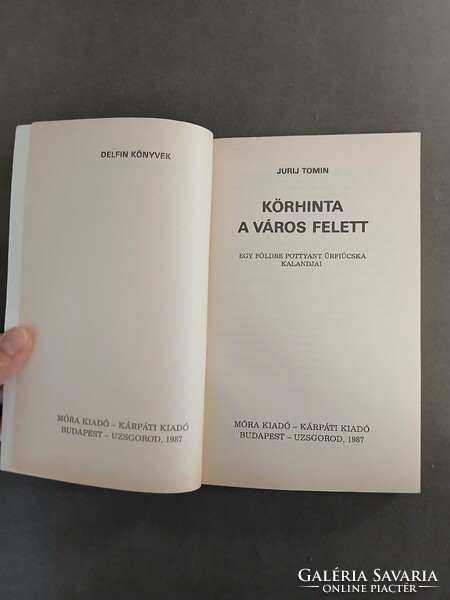 DELFIN KÖNYVEK
MÓRA KIADÓ – KÁRPÁTI KIADÓ
BUDAPEST – UZSGOROD, 1987
JURIJ TOMIN
KÖRHINTA
A VÁROS FELETT
EGY FÖLDRE POTTYANT ŰRFIÚCSKA
KALANDJAI
MÓRA KIADÓ – KÁRPÁTI KIADÓ
BUDAPEST – UZSGOROD, 1987
GALÉRIA SAVARIA
ONLINE PIACTÉR